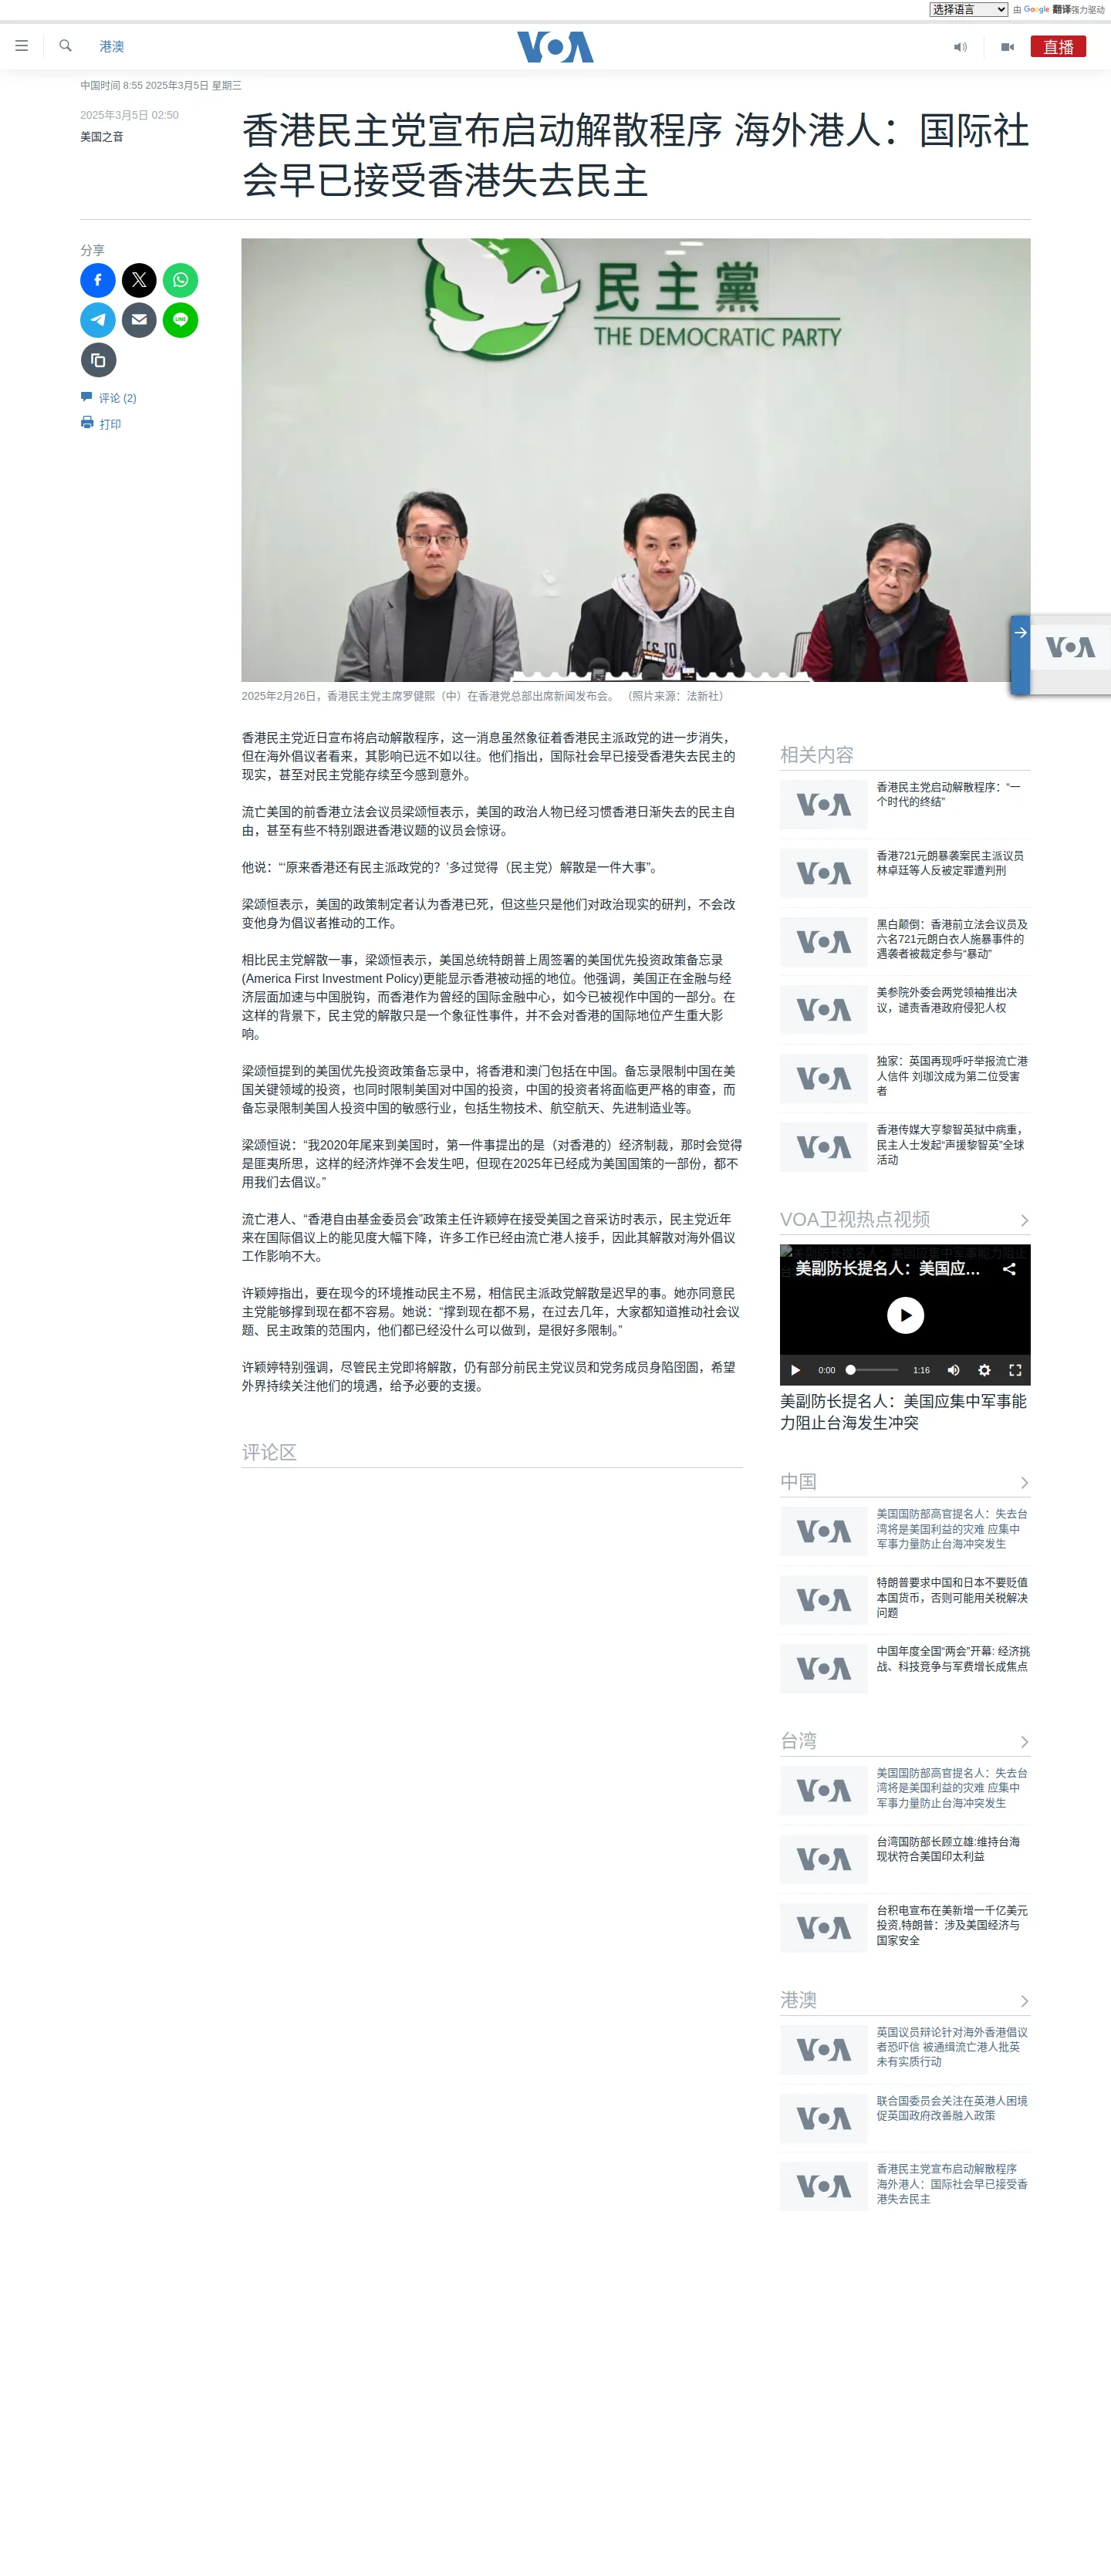 选择语言 由 Google 翻译强力驱动
港澳
VOA
直播
中国时间 8:55 2025年3月5日 星期三
2025年3月5日 02:50
美国之音
香港民主党宣布启动解散程序 海外港人：国际社
会早已接受香港失去民主
分享
LINE
评论 (2)
打印
民主黨
THE DEMOCRATIC PARTY
VOA
2025年2月26日，香港民主党主席罗健熙（中）在香港党总部出席新闻发布会。 （照片来源：法新社）
香港民主党近日宣布将启动解散程序，这一消息虽然象征着香港民主派政党的进一步消失，
但在海外倡议者看来，其影响已远不如以往。他们指出，国际社会早已接受香港失去民主的
现实，甚至对民主党能存续至今感到意外。
流亡美国的前香港立法会议员梁颂恒表示，美国的政治人物已经习惯香港日渐失去的民主自
由，甚至有些不特别跟进香港议题的议员会惊讶。
他说：“‘原来香港还有民主派政党的？’多过觉得（民主党）解散是一件大事”。
梁颂恒表示，美国的政策制定者认为香港已死，但这些只是他们对政治现实的研判，不会改
变他身为倡议者推动的工作。
相比民主党解散一事，梁颂恒表示，美国总统特朗普上周签署的美国优先投资政策备忘录
(America First Investment Policy)更能显示香港被动摇的地位。他强调，美国正在金融与经
济层面加速与中国脱钩，而香港作为曾经的国际金融中心，如今已被视作中国的一部分。在
这样的背景下，民主党的解散只是一个象征性事件，并不会对香港的国际地位产生重大影
响。
梁颂恒提到的美国优先投资政策备忘录中，将香港和澳门包括在中国。备忘录限制中国在美
国关键领域的投资，也同时限制美国对中国的投资，中国的投资者将面临更严格的审查，而
备忘录限制美国人投资中国的敏感行业，包括生物技术、航空航天、先进制造业等。
梁颂恒说：“我2020年尾来到美国时，第一件事提出的是（对香港的）经济制裁，那时会觉得
是匪夷所思，这样的经济炸弹不会发生吧，但现在2025年已经成为美国国策的一部份，都不
用我们去倡议。”
流亡港人、“香港自由基金委员会”政策主任许颖婷在接受美国之音采访时表示，民主党近年
来在国际倡议上的能见度大幅下降，许多工作已经由流亡港人接手，因此其解散对海外倡议
工作影响不大。
许颖婷指出，要在现今的环境推动民主不易，相信民主派政党解散是迟早的事。她亦同意民
主党能够撑到现在都不容易。她说：“撑到现在都不易，在过去几年，大家都知道推动社会议
题、民主政策的范围内，他们都已经没什么可以做到，是很好多限制。”
许颖婷特别强调，尽管民主党即将解散，仍有部分前民主党议员和党务成员身陷囹圄，希望
外界持续关注他们的境遇，给予必要的支援。
评论区
相关内容
VOA
香港民主党启动解散程序：“一
个时代的终结”
VOA
香港721元朗暴袭案民主派议员
林卓廷等人反被定罪遭判刑
VOA
黑白颠倒：香港前立法会议员及
六名721元朗白衣人施暴事件的
遇袭者被裁定参与“暴动”
VOA
美参院外委会两党领袖推出决
议，谴责香港政府侵犯人权
VOA
独家：英国再现呼吁举报流亡港
人信件 刘珈汶成为第二位受害
者
VOA
香港传媒大亨黎智英狱中病重，
民主人士发起“声援黎智英”全球
活动
VOA卫视热点视频
美副防长提名人：美国应集中军事能力阻止
台
美副防长提名人：美国应...
0:00 1:16
美副防长提名人：美国应集中军事能
力阻止台海发生冲突
中国
VOA
美国国防部高官提名人：失去台
湾将是美国利益的灾难 应集中
军事力量防止台海冲突发生
VOA
特朗普要求中国和日本不要贬值
本国货币，否则可能用关税解决
问题
VOA
中国年度全国“两会”开幕: 经济挑
战、科技竞争与军费增长成焦点
台湾
VOA
美国国防部高官提名人：失去台
湾将是美国利益的灾难 应集中
军事力量防止台海冲突发生
VOA
台湾国防部长顾立雄:维持台海
现状符合美国印太利益
VOA
台积电宣布在美新增一千亿美元
投资,特朗普：涉及美国经济与
国家安全
港澳
VOA
英国议员辩论针对海外香港倡议
者恐吓信 被通缉流亡港人批英
未有实质行动
VOA
联合国委员会关注在英港人困境
促英国政府改善融入政策
VOA
香港民主党宣布启动解散程序
海外港人：国际社会早已接受香
港失去民主